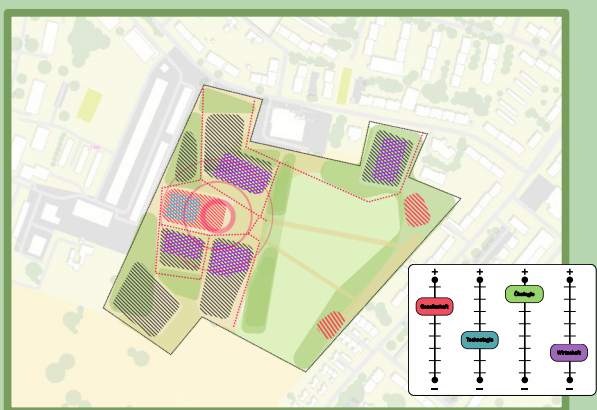 + + + +
Ökologie
Gesellschaft
Technologie
Wirtschaft
– – – –